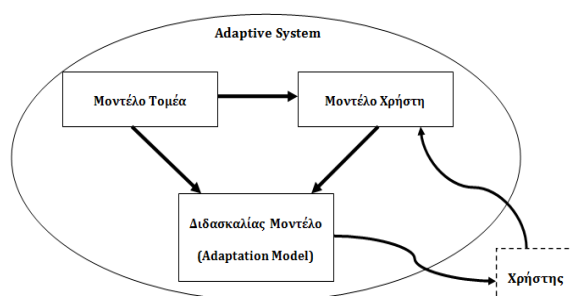 Adaptive System
Μοντέλο Τομέα
Μοντέλο Χρήστη
Διδασκαλίας Μοντέλο
(Adaptation Model)
Χρήστης